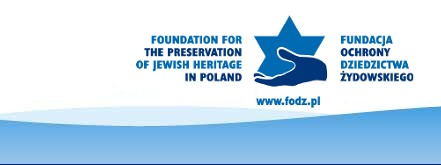 FOUNDATION FOR
THE PRESERVATION
OF JEWISH HERITAGE
IN POLAND
FUNDACJA
OCHRONY
DZIEDZICTWA
ŻYDOWSKIEGO
www.fodz.pl